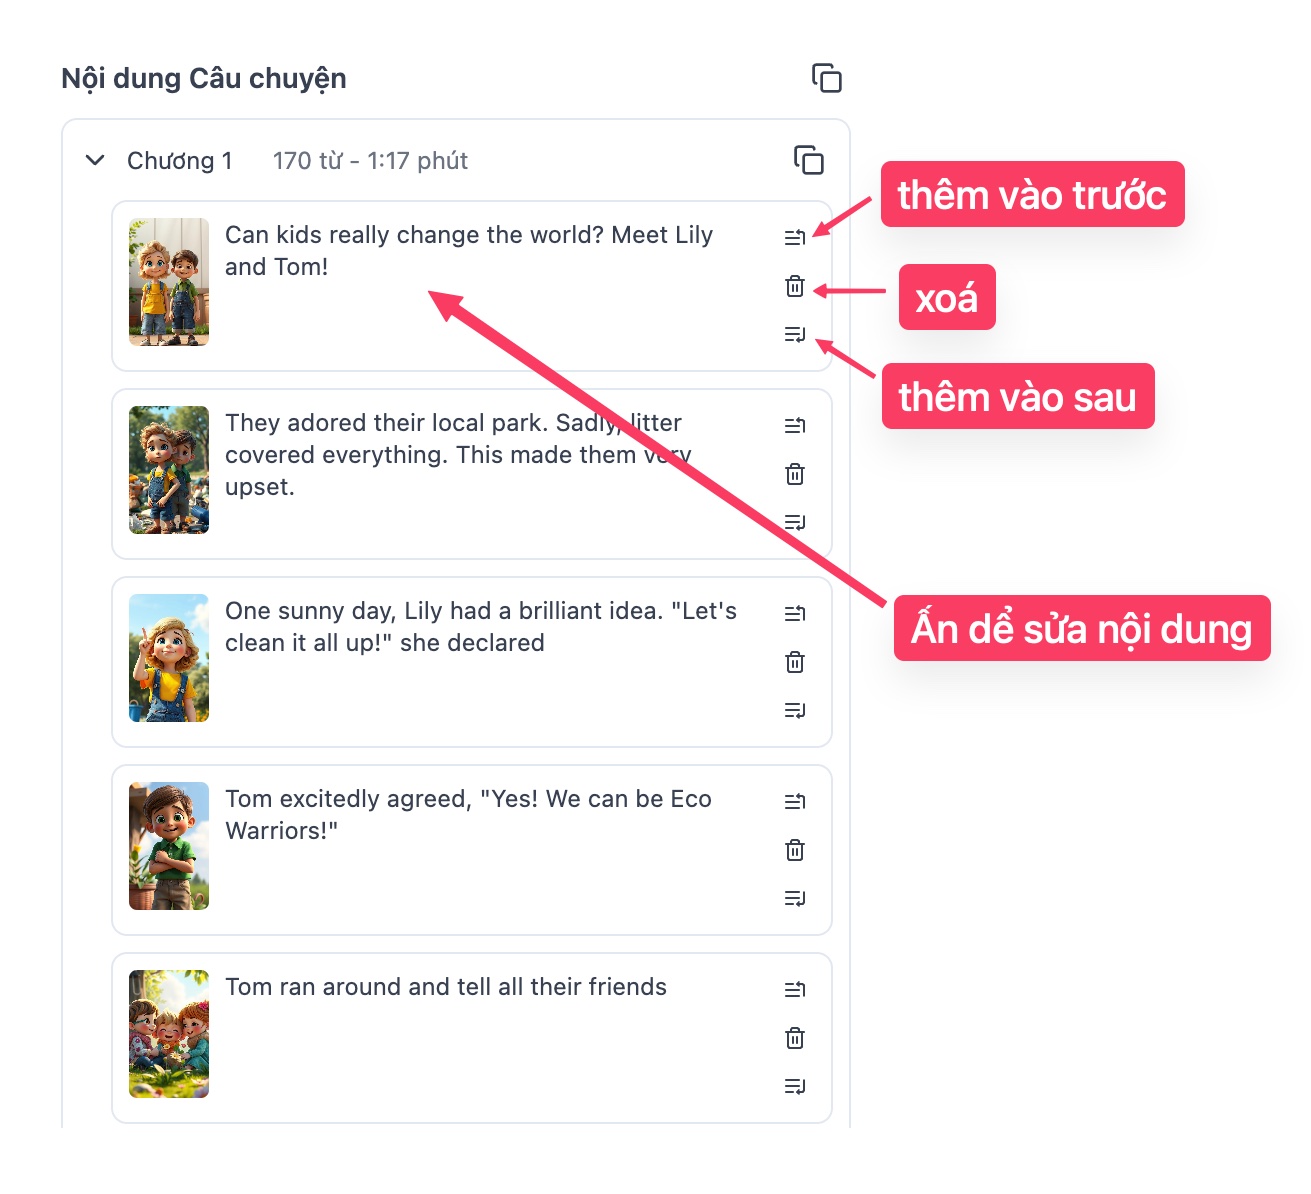 Nội dung Câu chuyện
Chương 1 170 từ - 1:17 phút
thêm vào trước
Can kids really change the world? Meet Lily
and Tom!
xoá
thêm vào sau
They adored their local park. Sadly, litter
covered everything. This made them very
upset.
Ấn dể sửa nội dung
One sunny day, Lily had a brilliant idea. "Let's
clean it all up!" she declared
Tom excitedly agreed, "Yes! We can be Eco
Warriors!"
Tom ran around and tell all their friends